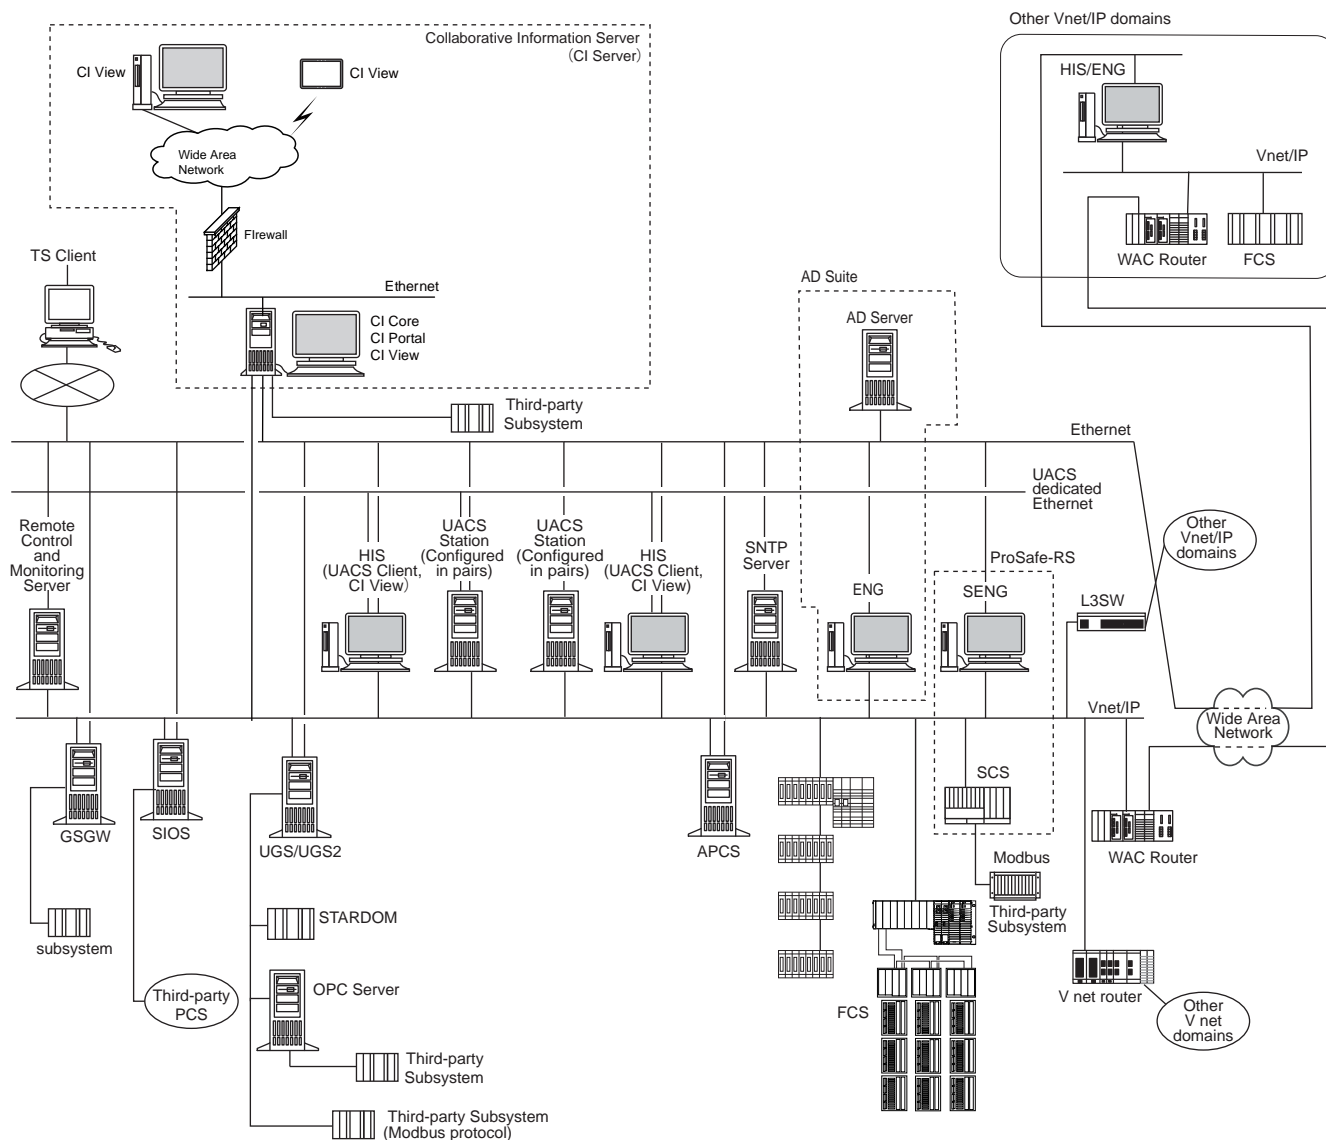 Other Vnet/IP domains
Collaborative Information Server
(CI Server)
CI View
CI View
HIS/ENG
Wide Area
Network
Vnet/IP
FIrewall
WAC Router
FCS
TS Client
Ethernet
AD Suite
CI Core
CI Portal
CI View
AD Server
Third-party
Subsystem
Ethernet
UACS
dedicated
Ethernet
Remote
Control
and
Monitoring
Server
HIS
(UACS Client,
CI View)
UACS
Station
(Configured
in pairs)
UACS
Station
(Configured
in pairs)
HIS
(UACS Client,
CI View)
SNTP
Server
ENG
ProSafe-RS
SENG
Other
Vnet/IP
domains
L3SW
Vnet/IP
Wide Area
Network
GSGW
SIOS
UGS/UGS2
APCS
SCS
WAC Router
Modbus
Third-party
Subsystem
subsystem
STARDOM
Third-party
PCS
OPC Server
FCS
V net router
Other
V net
domains
Third-party
Subsystem
Third-party Subsystem
(Modbus protocol)